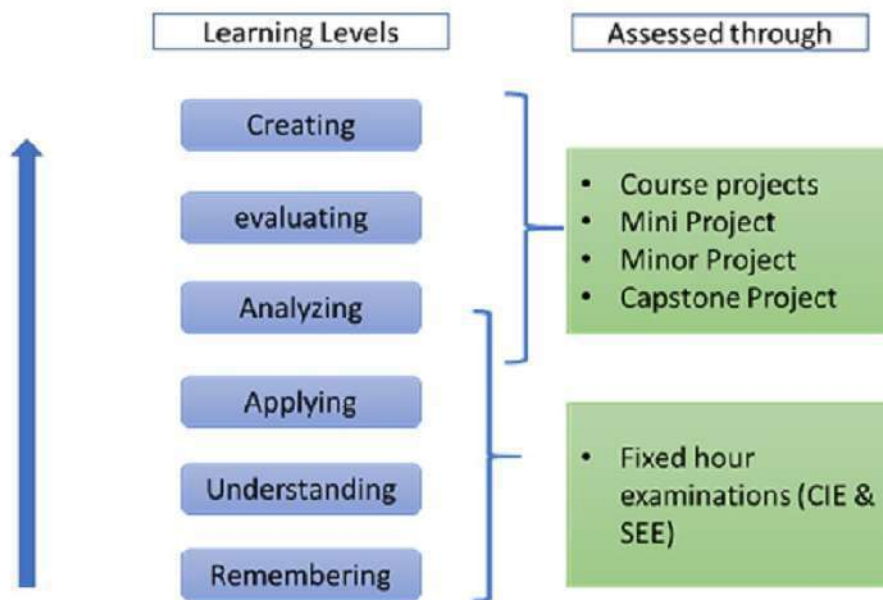 Learning Levels
Assessed through
Creating
evaluating
Analyzing
Applying
Understanding
Remembering
• Course projects
• Mini Project
• Minor Project
• Capstone Project
• Fixed hour
examinations (CIE &
SEE)